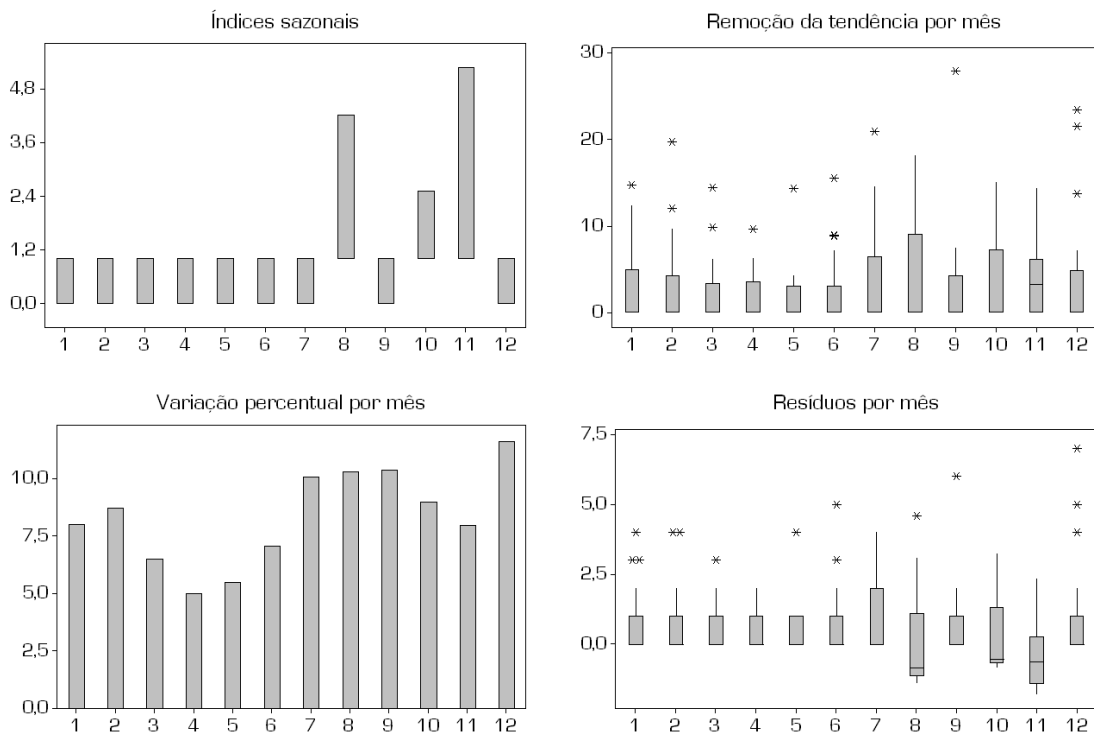 Índices sazonais
4,8
3,6
2,4
1,2
0,0
1 2 3 4 5 6 7 8 9 10 11 12
Remoção da tendência por mês
30
20
10
0
1 2 3 4 5 6 7 8 9 10 11 12
Variação percentual por mês
10,0
7,5
5,0
2,5
0,0
1 2 3 4 5 6 7 8 9 10 11 12
Resíduos por mês
7,5
5,0
2,5
0,0
1 2 3 4 5 6 7 8 9 10 11 12